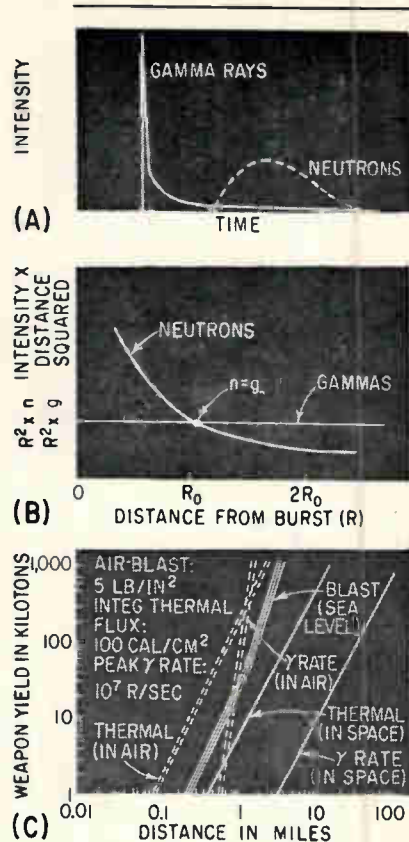 INTENSITY
GAMMA RAYS
NEUTRONS
(A)
TIME
INTENSITY X
DISTANCE
SQUARED
R² x n
R² x g
NEUTRONS
n=g
GAMMAS
0
R₀
2R₀
(B)
DISTANCE FROM BURST (R)
WEAPON YIELD IN KILOTONS
1,000
100
10
1
AIR-BLAST:
5 LB/IN²
INTEG THERMAL
FLUX:
100 CAL/CM²
PEAK γ RATE:
10⁷ R/SEC
THERMAL
(IN AIR)
BLAST
(SEA
LEVEL)
γ RATE
(IN AIR)
THERMAL
(IN SPACE)
γ RATE
(IN SPACE)
0.01
0.1
1
10
100
(C)
DISTANCE IN MILES